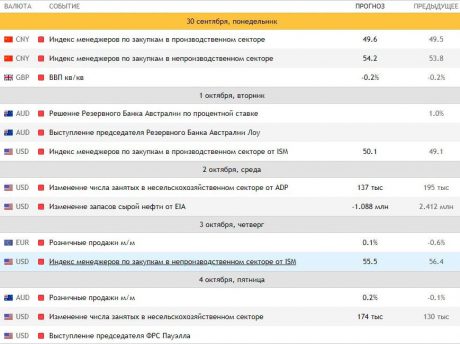 ВАЛЮТА СОБЫТИЕ ПРОГНОЗ ПРЕДЫДУЩЕЕ
30 сентября, понедельник
CNY Индекс менеджеров по закупкам в производственном секторе 49.6 49.5
CNY Индекс менеджеров по закупкам в непроизводственном секторе 54.2 53.8
GBP ВВП кв/кв -0.2% -0.2%
1 октября, вторник
AUD Решение Резервного Банка Австралии по процентной ставке 1.0%
AUD Выступление председателя Резервного Банка Австралии Лоу
USD Индекс менеджеров по закупкам в производственном секторе от ISM 50.1 49.1
2 октября, среда
USD Изменение числа занятых в несельскохозяйственном секторе от ADP 137 тыс 195 тыс
USD Изменение запасов сырой нефти от EIA -1.088 млн 2.412 млн
3 октября, четверг
EUR Розничные продажи м/м 0.1% -0.6%
USD Индекс менеджеров по закупкам в непроизводственном секторе от ISM 55.5 56.4
4 октября, пятница
AUD Розничные продажи м/м 0.2% -0.1%
USD Изменение числа занятых в несельскохозяйственном секторе 174 тыс 130 тыс
USD Выступление председателя ФРС Пауэлла